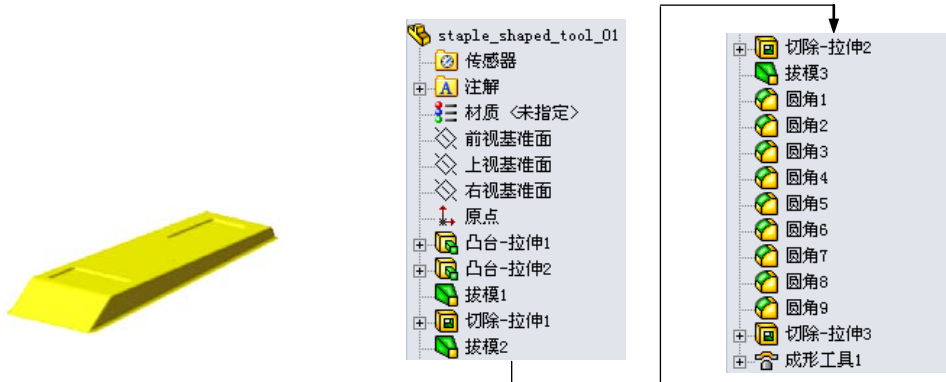 staple_shaped_tool_01
传感器
注解
A
材质 <未指定>
前视基准面
上视基准面
右视基准面
原点
凸台-拉伸1
凸台-拉伸2
拔模1
切除-拉伸1
拔模2
切除-拉伸2
拔模3
圆角1
圆角2
圆角3
圆角4
圆角5
圆角6
圆角7
圆角8
圆角9
切除-拉伸3
成形工具1